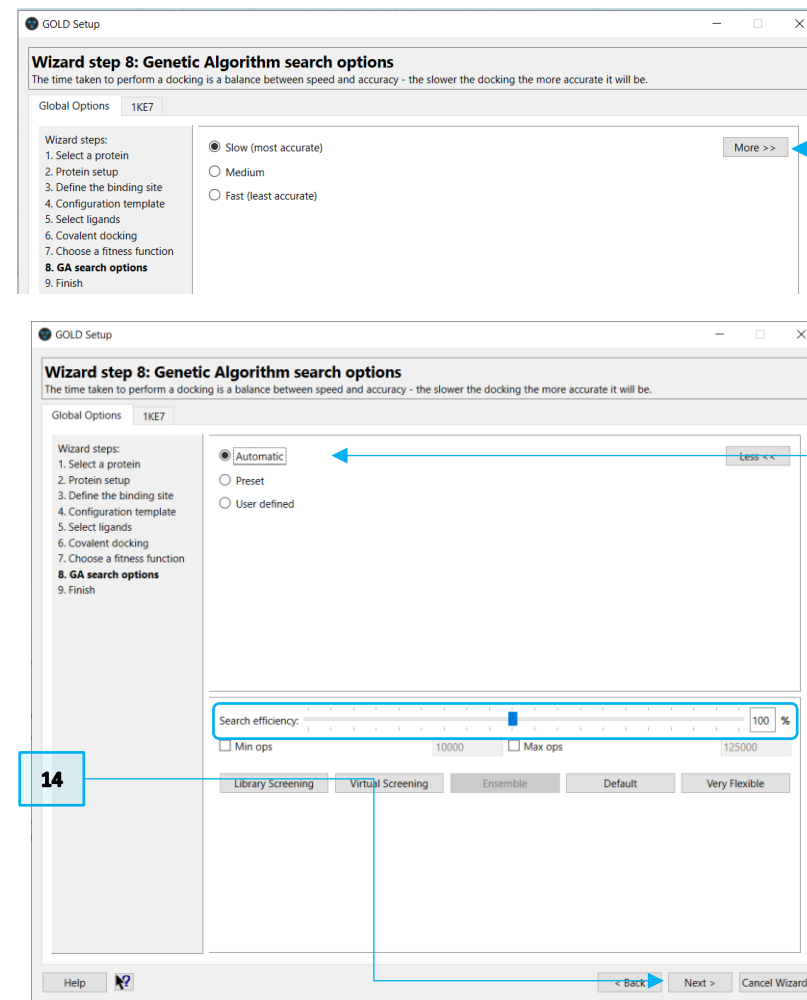 GOLD Setup
Wizard step 8: Genetic Algorithm search options
The time taken to perform a docking is a balance between speed and accuracy - the slower the docking the more accurate it will be.
Global Options 1KE7
Wizard steps:
1. Select a protein
2. Protein setup
3. Define the binding site
4. Configuration template
5. Select ligands
6. Covalent docking
7. Choose a fitness function
8. GA search options
9. Finish
Slow (most accurate)
Medium
Fast (least accurate)
More >>
GOLD Setup
Wizard step 8: Genetic Algorithm search options
The time taken to perform a docking is a balance between speed and accuracy - the slower the docking the more accurate it will be.
Global Options 1KE7
Wizard steps:
1. Select a protein
2. Protein setup
3. Define the binding site
4. Configuration template
5. Select ligands
6. Covalent docking
7. Choose a fitness function
8. GA search options
9. Finish
Automatic
Preset
User defined
Less <<
Search efficiency: 100 %
Min ops 10000 Max ops 125000
14
Library Screening Virtual Screening Ensemble Default Very Flexible
Help < Back Next > Cancel Wizard